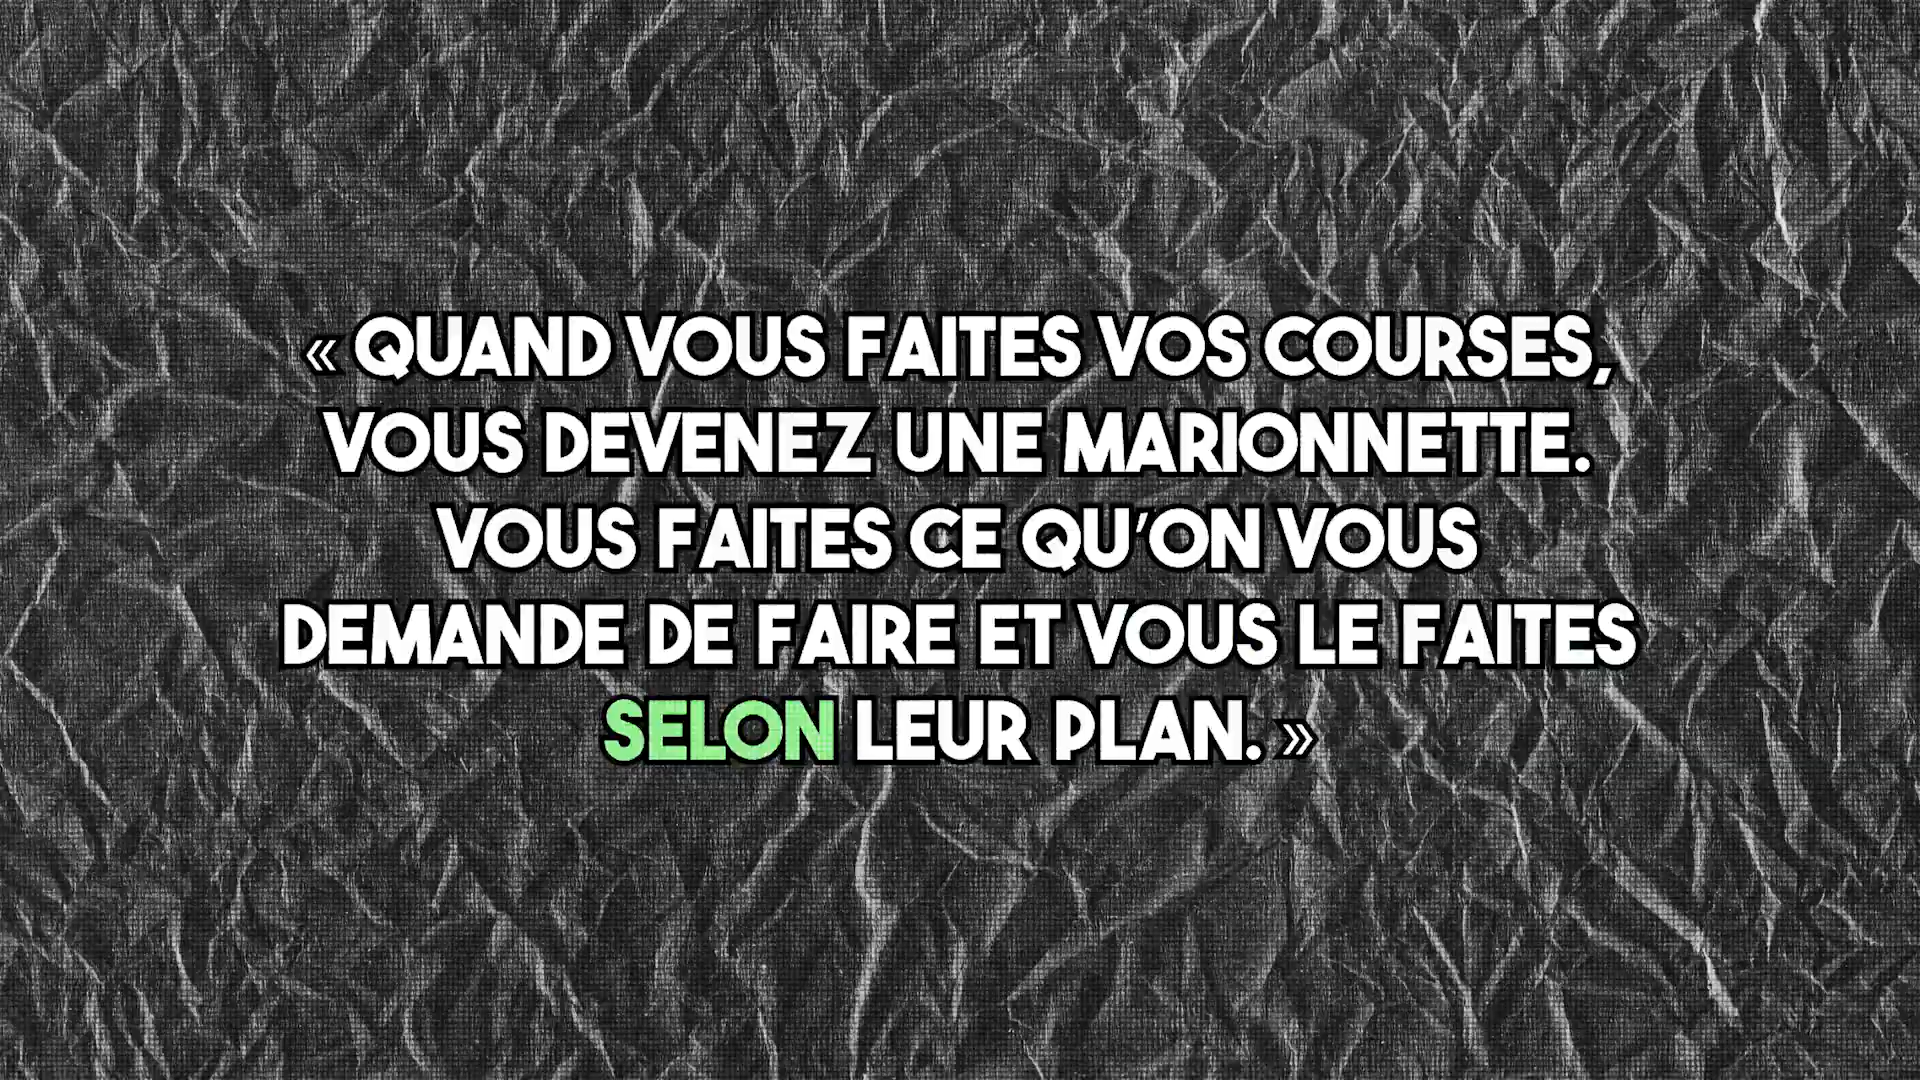 « QUAND VOUS FAITES VOS COURSES,
VOUS DEVENEZ UNE MARIONNETTE.
VOUS FAITES CE QU'ON VOUS
DEMANDE DE FAIRE ET VOUS LE FAITES
SELON LEUR PLAN. »